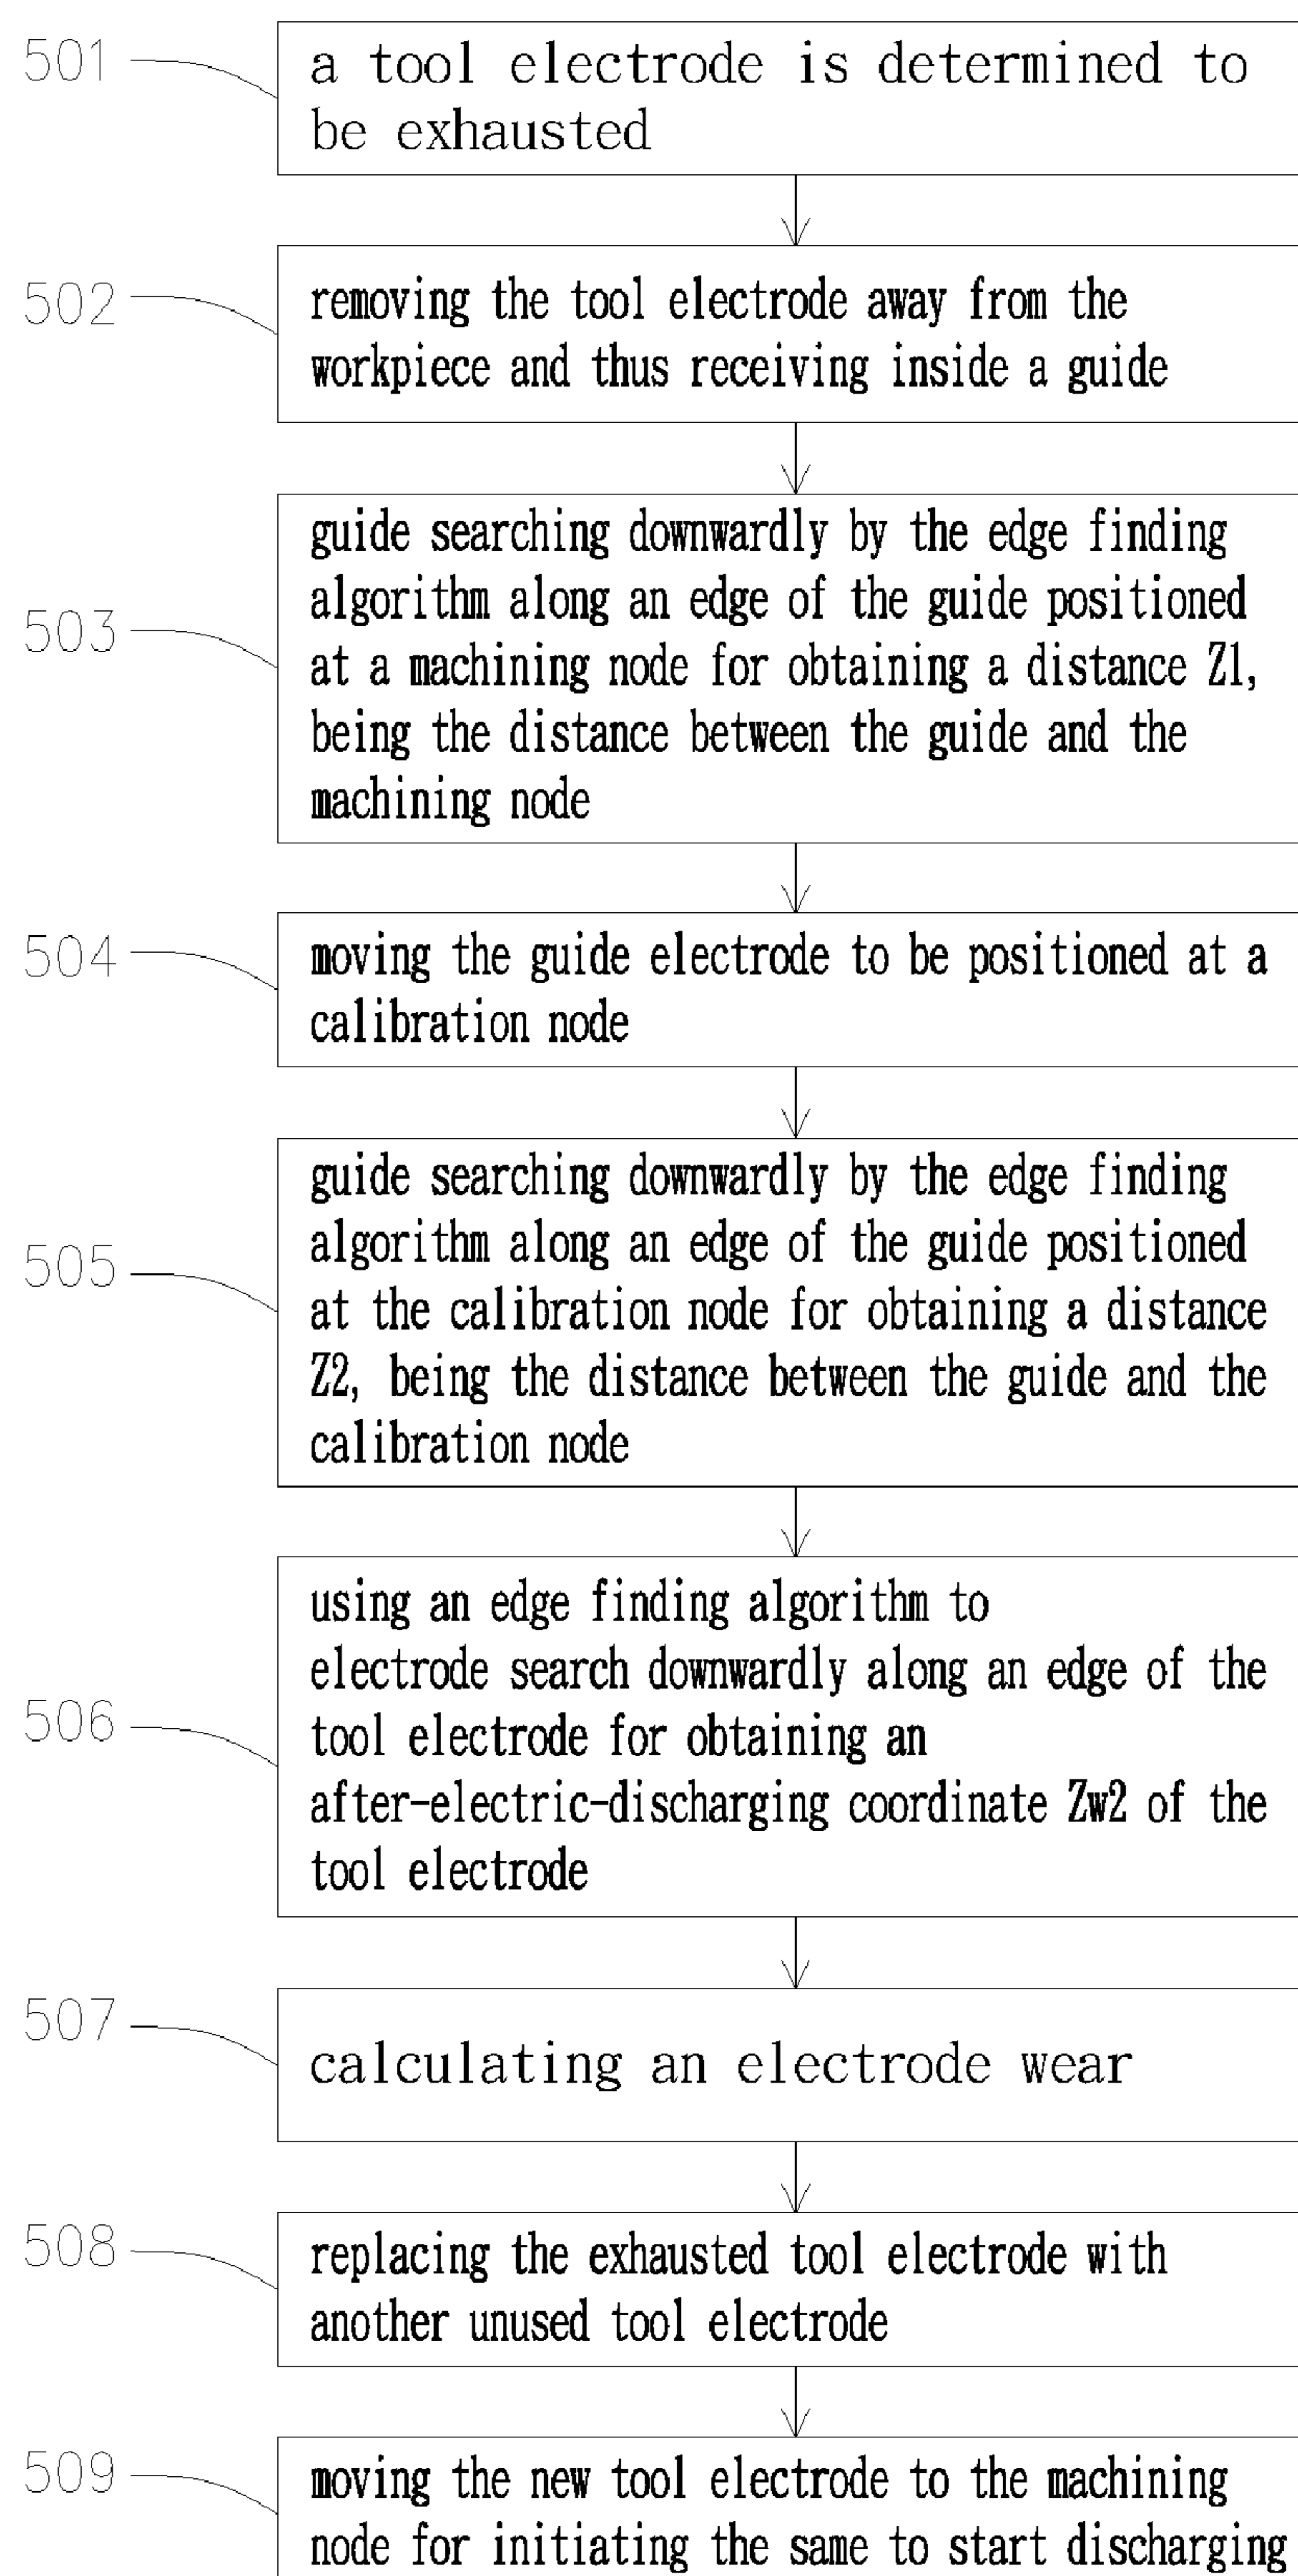 501
a tool electrode is determined to
be exhausted
502
removing the tool electrode away from the
workpiece and thus receiving inside a guide
503
guide searching downwardly by the edge finding
algorithm along an edge of the guide positioned
at a machining node for obtaining a distance Z1,
being the distance between the guide and the
machining node
504
moving the guide electrode to be positioned at a
calibration node
505
guide searching downwardly by the edge finding
algorithm along an edge of the guide positioned
at the calibration node for obtaining a distance
Z2, being the distance between the guide and the
calibration node
506
using an edge finding algorithm to
electrode search downwardly along an edge of the
tool electrode for obtaining an
after-electric-discharging coordinate Zw2 of the
tool electrode
507
calculating an electrode wear
508
replacing the exhausted tool electrode with
another unused tool electrode
509
moving the new tool electrode to the machining
node for initiating the same to start discharging